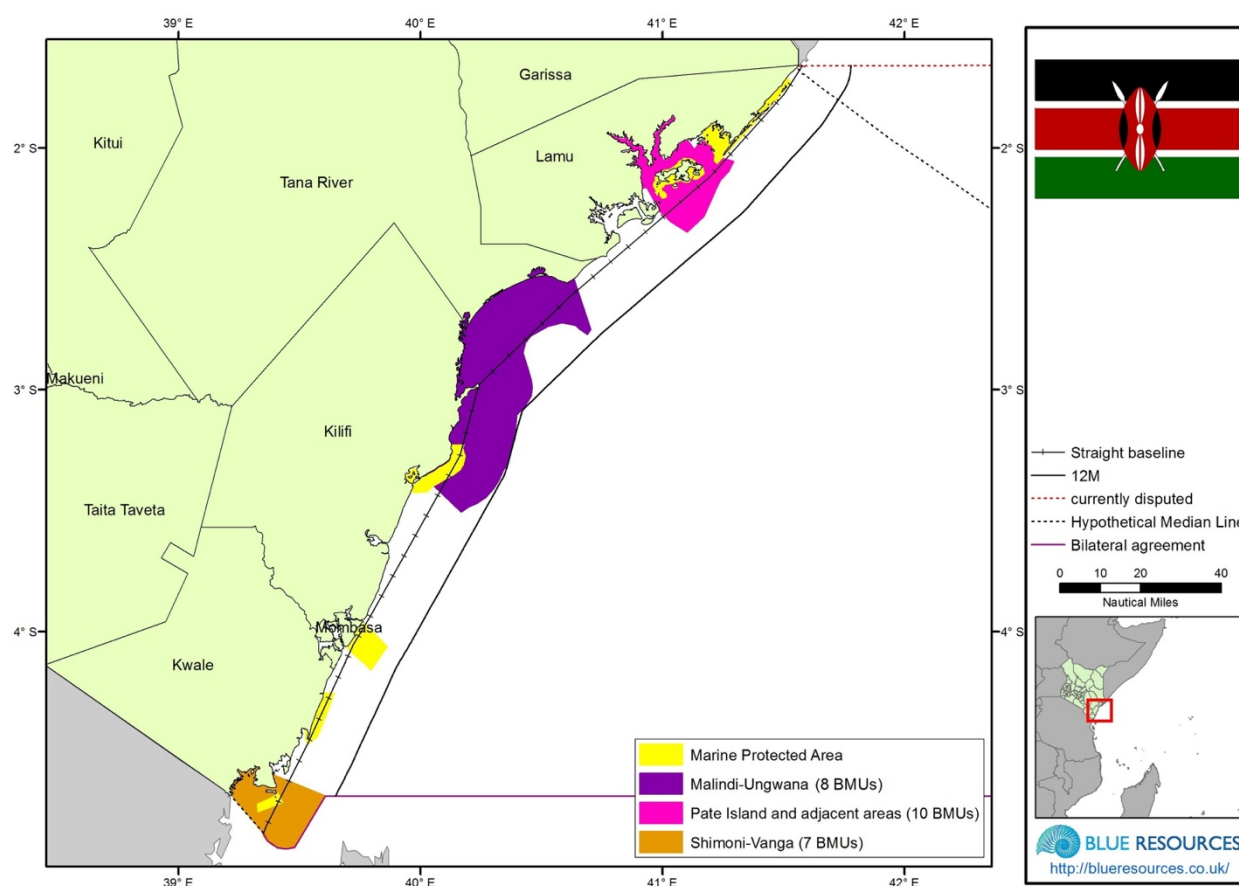 39° E
40° E
41° E
42° E
Garissa
Kitui
2° S
2° S
Lamu
Tana River
Makueni
3° S
3° S
Kilifi
Taita Taveta
Mombasa
4° S
4° S
Kwale
Marine Protected Area
Malindi-Ungwana (8 BMUs)
Pate Island and adjacent areas (10 BMUs)
Shimoni-Vanga (7 BMUs)
39° E
40° E
41° E
42° E
Straight baseline
12M
currently disputed
Hypothetical Median Line
Bilateral agreement
0 10 20 40
Nautical Miles
BLUE RESOURCES
http://blueresources.co.uk/